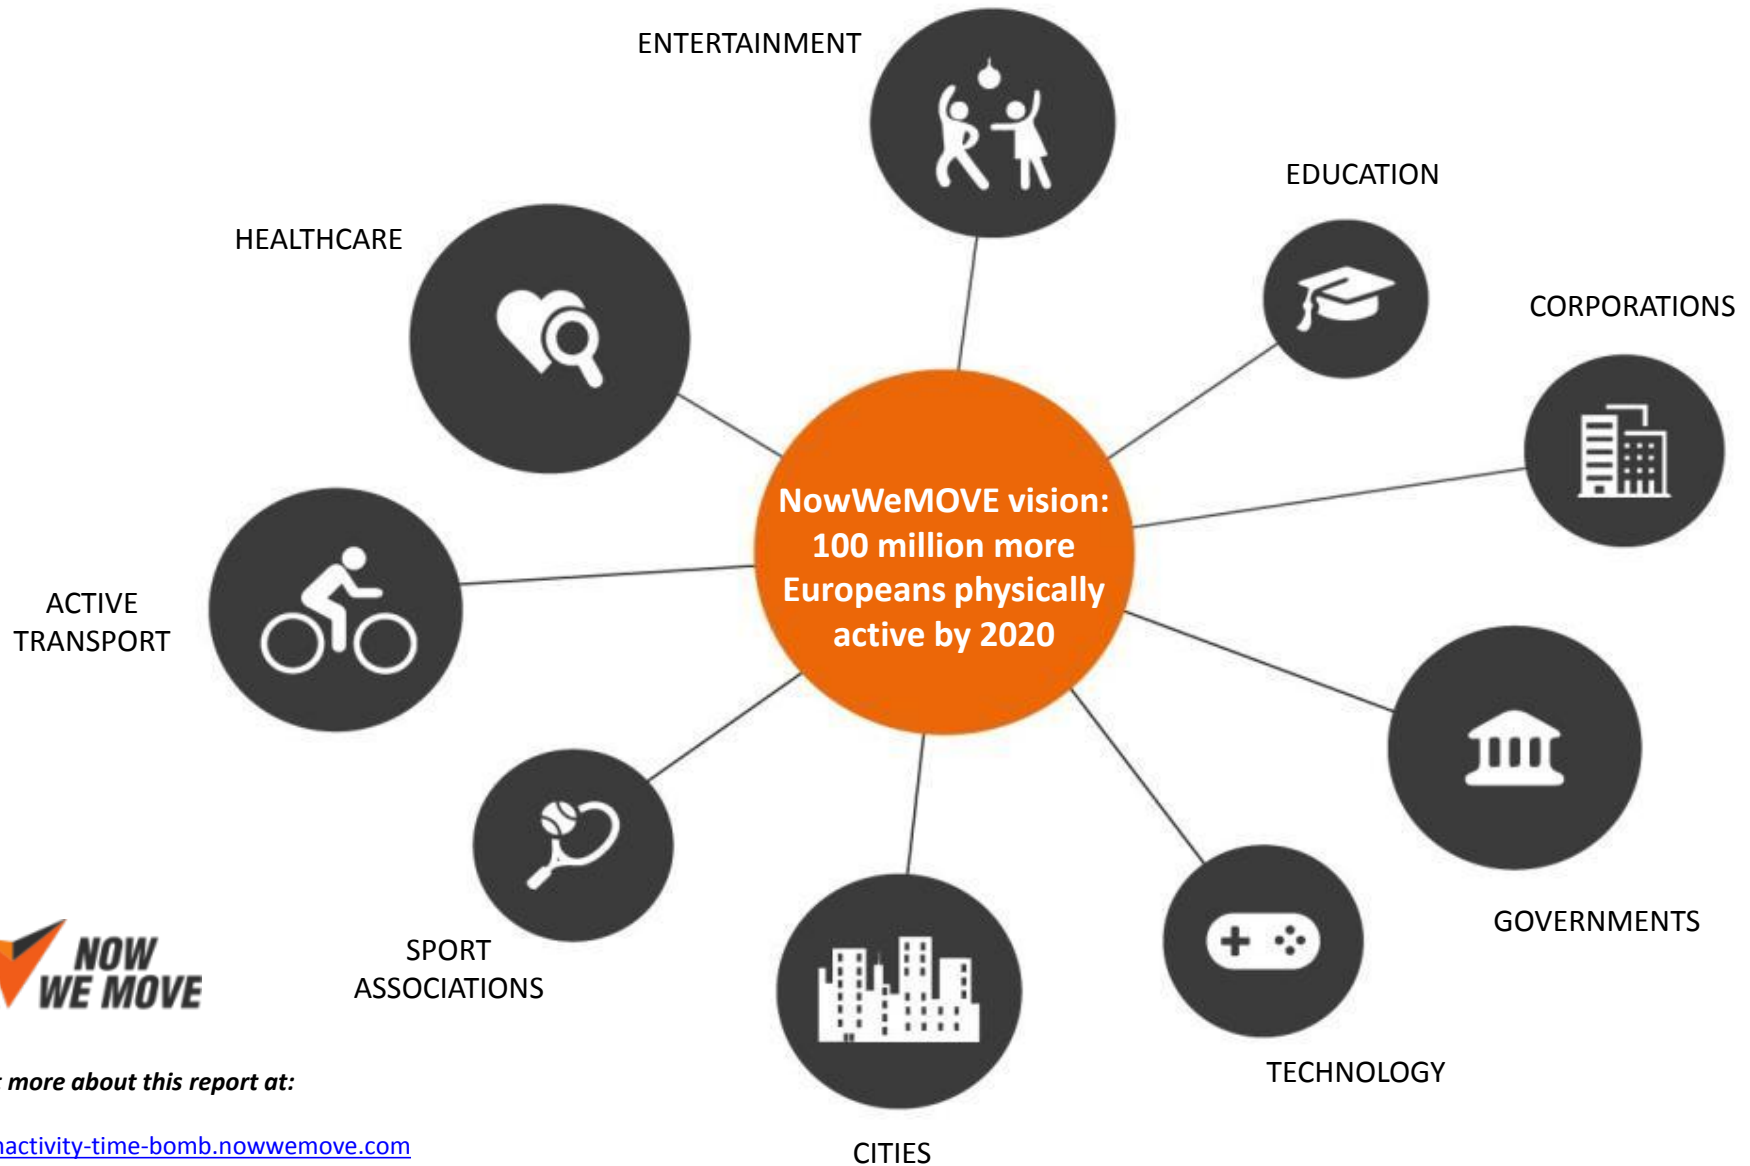 ENTERTAINMENT
EDUCATION
HEALTHCARE
CORPORATIONS
NowWeMOVE vision:
100 million more
Europeans physically
active by 2020
ACTIVE
TRANSPORT
GOVERNMENTS
SPORT
ASSOCIATIONS
NOW
WE MOVE
TECHNOLOGY
more about this report at:
activity-time-bomb.nowwemove.com
CITIES